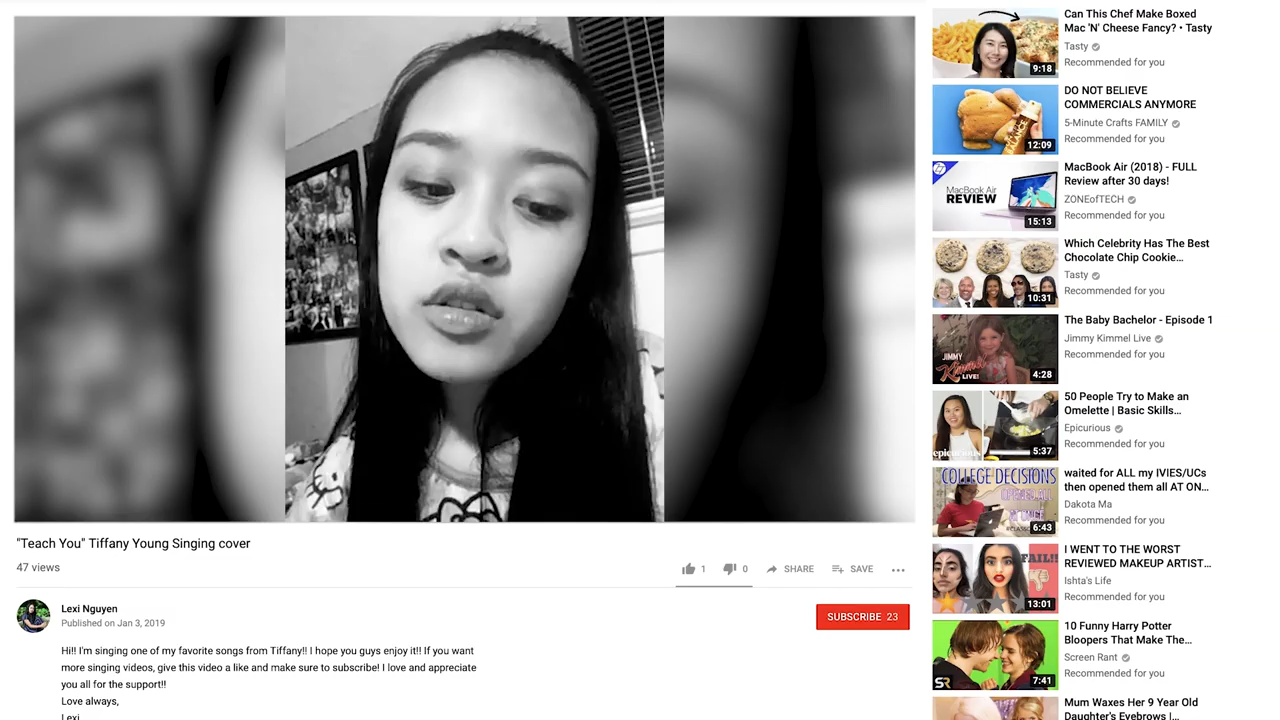 "Teach You" Tiffany Young Singing cover
47 views
1
0
SHARE
SAVE
Lexi Nguyen
Published on Jan 3, 2019
SUBSCRIBE 23
Hi!! I'm singing one of my favorite songs from Tiffany!! I hope you guys enjoy it!! If you want
more singing videos, give this video a like and make sure to subscribe! I love and appreciate
you all for the support!!
Love always,
Lexi
Can This Chef Make Boxed
Mac 'N' Cheese Fancy? • Tasty
Tasty
Recommended for you
9:18
DO NOT BELIEVE
COMMERCIALS ANYMORE
5-Minute Crafts FAMILY
Recommended for you
12:09
MacBook Air (2018) - FULL
Review after 30 days!
ZONEofTECH
Recommended for you
MacBook Air
REVIEW
15:13
Which Celebrity Has The Best
Chocolate Chip Cookie...
Tasty
Recommended for you
10:31
The Baby Bachelor - Episode 1
Jimmy Kimmel Live
Recommended for you
JIMMY
Kimmel
LIVE!
4:28
50 People Try to Make an
Omelette | Basic Skills...
Epicurious
Recommended for you
epicurious
5:37
waited for ALL my IVIES/UCs
then opened them all AT ON...
Dakota Ma
Recommended for you
COLLEGE DECISIONS
OPENED ALL
AT ONCE
6:43
I WENT TO THE WORST
REVIEWED MAKEUP ARTIST...
Ishta's Life
Recommended for you
FAIL!!
13:01
10 Funny Harry Potter
Bloopers That Make The...
Screen Rant
Recommended for you
SR
7:41
Mum Waxes Her 9 Year Old
Daughter's Eyebrows |...